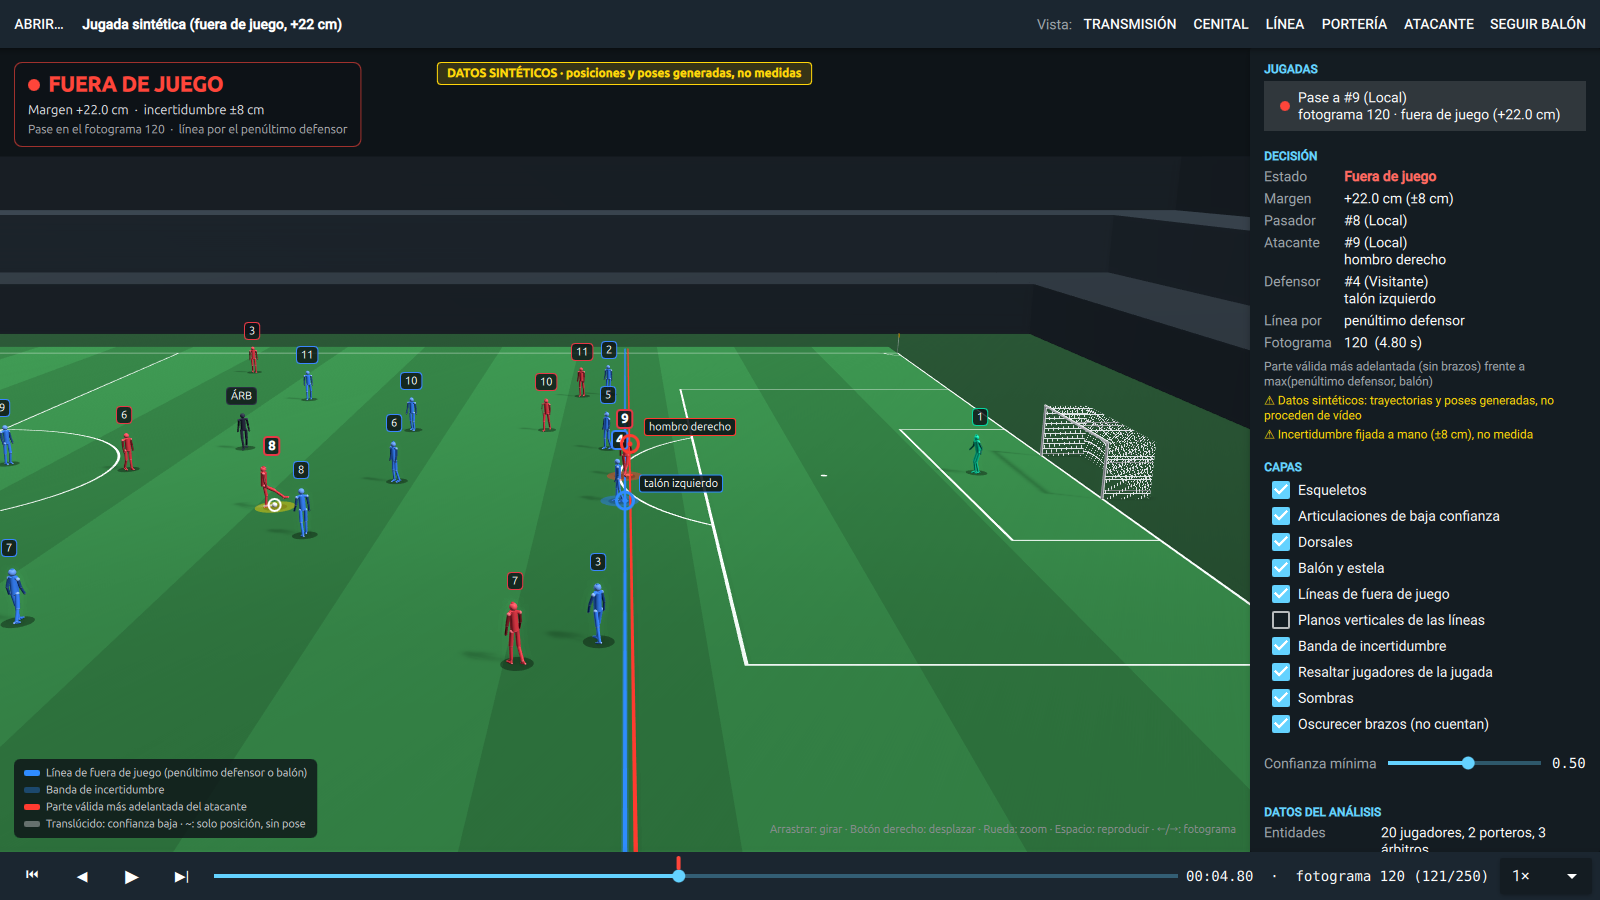 ABRIR... Jugada sintética (fuera de juego, +22 cm) Vista: TRANSMISIÓN CENITAL LÍNEA PORTERÍA ATACANTE SEGUIR BALÓN
FUERA DE JUEGO
Margen +22.0 cm · incertidumbre ±8 cm
Pase en el fotograma 120 · línea por el penúltimo defensor
DATOS SINTÉTICOS · posiciones y poses generadas, no medidas
3
11
11
2
10
10
5
ÁRB
9
6
6
9
hombro derecho
1
8
4
8
talón izquierdo
7
3
7
Línea de fuera de juego (penúltimo defensor o balón)
Banda de incertidumbre
Parte válida más adelantada del atacante
Translúcido: confianza baja · ~: solo posición, sin pose
Arrastrar: girar · Botón derecho: desplazar · Rueda: zoom · Espacio: reproducir · ←/→: fotograma
JUGADAS
Pase a #9 (Local)
fotograma 120 · fuera de juego (+22.0 cm)
DECISIÓN
Estado Fuera de juego
Margen +22.0 cm (±8 cm)
Pasador #8 (Local)
Atacante #9 (Local)
hombro derecho
Defensor #4 (Visitante)
talón izquierdo
Línea por penúltimo defensor
Fotograma 120 (4.80 s)
Parte válida más adelantada (sin brazos) frente a
max(penúltimo defensor, balón)
⚠ Datos sintéticos: trayectorias y poses generadas, no
proceden de vídeo
⚠ Incertidumbre fijada a mano (±8 cm), no medida
CAPAS
Esqueletos
Articulaciones de baja confianza
Dorsales
Balón y estela
Líneas de fuera de juego
Planos verticales de las líneas
Banda de incertidumbre
Resaltar jugadores de la jugada
Sombras
Oscurecer brazos (no cuentan)
Confianza mínima 0.50
DATOS DEL ANÁLISIS
Entidades 20 jugadores, 2 porteros, 3
árbitros
00:04.80 · fotograma 120 (121/250) 1×